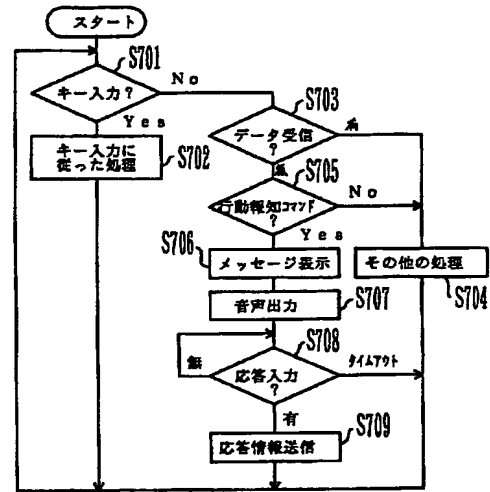 スタート
S701
キー入力?
No
Yes
キー入力に
従った処理
S702
S703
データ受信
?
有
無
S705
行動報知コマンド
?
No
Yes
S706
メッセージ表示
その他の処理
S704
音声出力
S707
S708
無
応答入力
?
タイムアウト
有
S709
応答情報送信